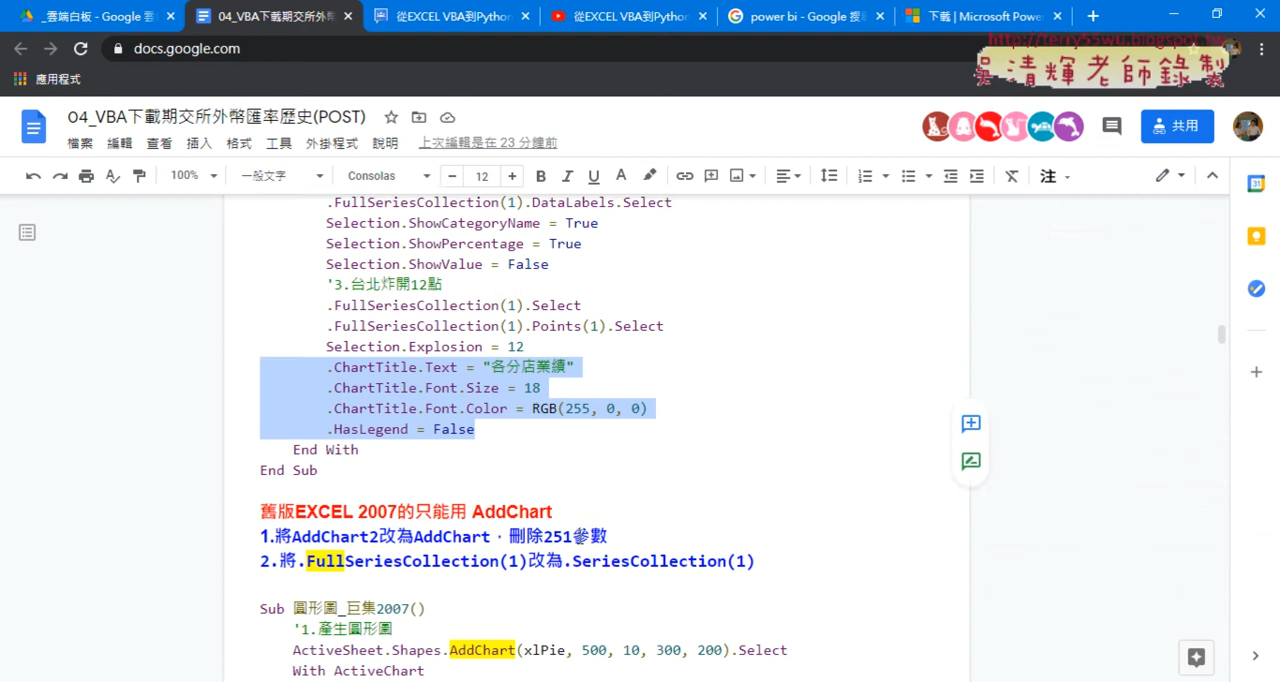 _雲端白板 - Google 雲
04_VBA下載期交所外幣
從EXCEL VBA到Python
從EXCEL VBA到Python
power bi - Google 搜
下載 | Microsoft Power
docs.google.com
http://terry55wu.blogspot.tw
吳清輝老師錄製
應用程式
04_VBA下載期交所外幣匯率歷史(POST)
共用
檔案 編輯 查看 插入 格式 工具 外掛程式 說明 上次編輯是在 23 分鐘前
100% 一般文字 Consolas 12 B I U A 注
.FullSeriesCollection(1).DataLabels.Select
Selection.ShowCategoryName = True
Selection.ShowPercentage = True
Selection.ShowValue = False
'3.台北炸開12點
.FullSeriesCollection(1).Select
.FullSeriesCollection(1).Points(1).Select
Selection.Explosion = 12
.ChartTitle.Text = "各分店業績"
.ChartTitle.Font.Size = 18
.ChartTitle.Font.Color = RGB(255, 0, 0)
.HasLegend = False
End With
End Sub
舊版EXCEL 2007的只能用 AddChart
1.將AddChart2改為AddChart，刪除251參數
2.將.FullSeriesCollection(1)改為.SeriesCollection(1)
Sub 圓形圖_巨集2007()
'1.產生圓形圖
ActiveSheet.Shapes.AddChart(xlPie, 500, 10, 300, 200).Select
With ActiveChart